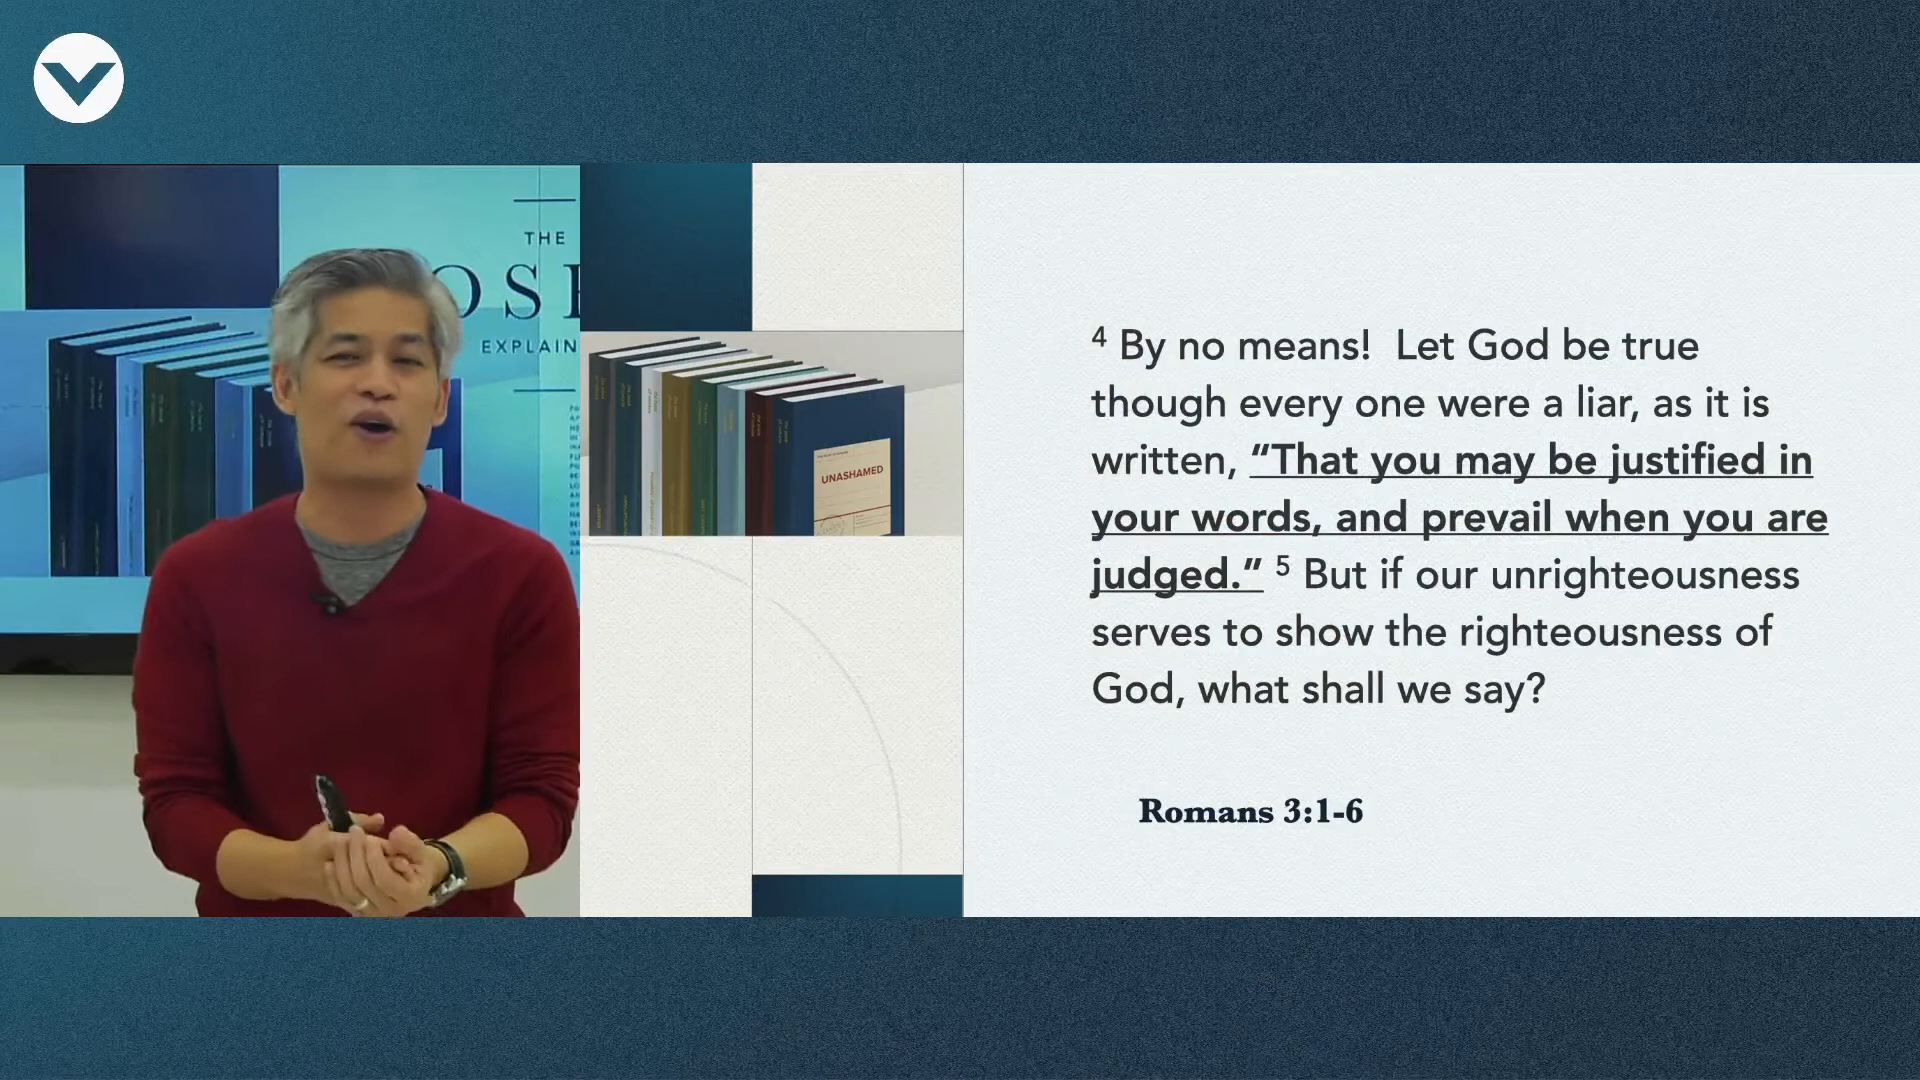 THE
OSP
EXPLAIN
UNASHAMED
4 By no means!  Let God be true
though every one were a liar, as it is
written, “That you may be justified in
your words, and prevail when you are
judged.” 5 But if our unrighteousness
serves to show the righteousness of
God, what shall we say?
Romans 3:1-6